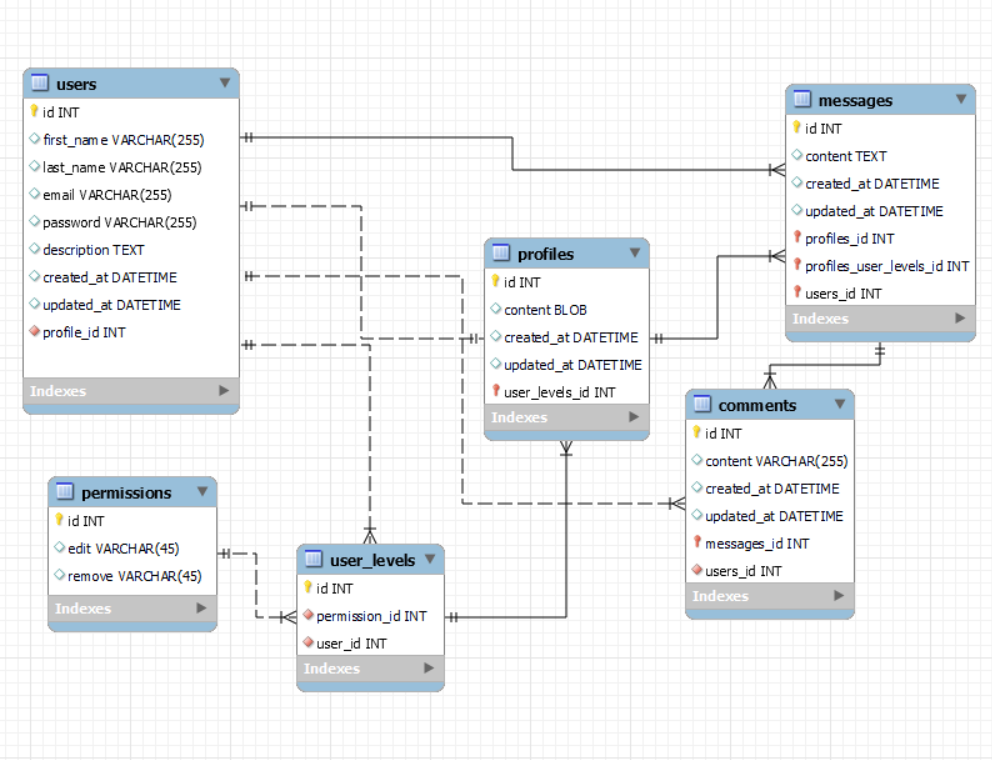 users
id INT
first_name VARCHAR(255)
last_name VARCHAR(255)
email VARCHAR(255)
password VARCHAR(255)
description TEXT
created_at DATETIME
updated_at DATETIME
profile_id INT
Indexes
messages
id INT
content TEXT
created_at DATETIME
updated_at DATETIME
profiles_id INT
profiles_user_levels_id INT
users_id INT
Indexes
profiles
id INT
content BLOB
created_at DATETIME
updated_at DATETIME
user_levels_id INT
Indexes
comments
id INT
content VARCHAR(255)
created_at DATETIME
updated_at DATETIME
messages_id INT
users_id INT
Indexes
permissions
id INT
edit VARCHAR(45)
remove VARCHAR(45)
Indexes
user_levels
id INT
permission_id INT
user_id INT
Indexes